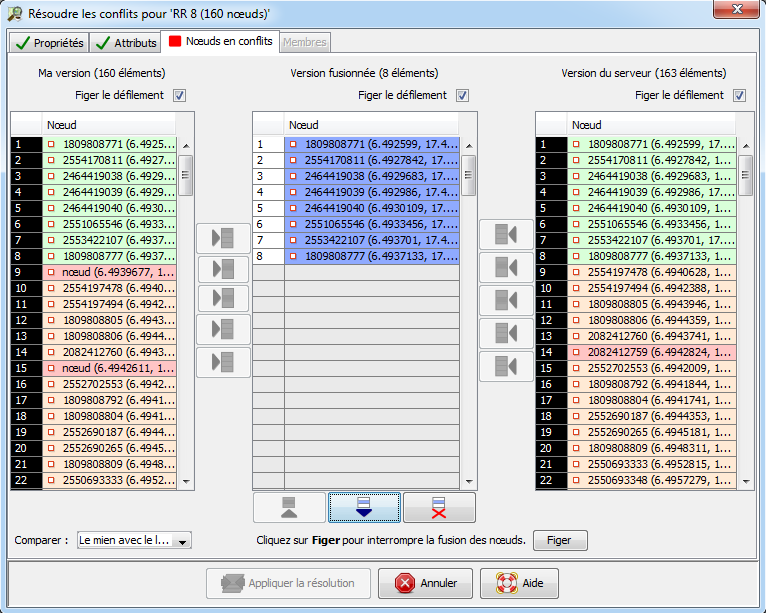 Résoudre les conflits pour 'RR 8 (160 nœuds)'
Propriétés Attributs Nœuds en conflits Membres
Ma version (160 éléments) Version fusionnée (8 éléments) Version du serveur (163 éléments)
Figer le défilement Figer le défilement Figer le défilement
Nœud Nœud Nœud
1 1809808771 (6.4925... 1 1809808771 (6.492599, 17.4... 1 1809808771 (6.492599, 17....
2 2554170811 (6.4927... 2 2554170811 (6.4927842, 17.... 2 2554170811 (6.4927842, 1...
3 2464419038 (6.4929... 3 2464419038 (6.4929683, 17.... 3 2464419038 (6.4929683, 1...
4 2464419039 (6.4929... 4 2464419039 (6.492986, 17.4... 4 2464419039 (6.492986, 17....
5 2464419040 (6.4930... 5 2464419040 (6.4930109, 17.... 5 2464419040 (6.4930109, 1...
6 2551065546 (6.4933... 6 2551065546 (6.4933456, 17.... 6 2551065546 (6.4933456, 1...
7 2553422107 (6.4937... 7 2553422107 (6.493701, 17.4... 7 2553422107 (6.493701, 17....
8 1809808777 (6.4937... 8 1809808777 (6.4937133, 17.... 8 1809808777 (6.4937133, 1...
9 nœud (6.4939677, 1... 9 2554197478 (6.4940628, 1...
10 2554197478 (6.4940... 10 2554197494 (6.4942388, 1...
11 2554197494 (6.4942... 11 1809808805 (6.4943946, 1...
12 1809808805 (6.4943... 12 1809808806 (6.4944359, 1...
13 1809808806 (6.4944... 13 2082412760 (6.4943741, 1...
14 2082412760 (6.4943... 14 2082412759 (6.4942824, 1...
15 nœud (6.4942611, 1... 15 2552702553 (6.4942009, 1...
16 2552702553 (6.4942... 16 1809808792 (6.4941844, 1...
17 1809808792 (6.4941... 17 1809808804 (6.4941741, 1...
18 1809808804 (6.4941... 18 2552690187 (6.4944353, 1...
19 2552690187 (6.4944... 19 2552690265 (6.4945181, 1...
20 2552690265 (6.4945... 20 1809808809 (6.4948311, 1...
21 1809808809 (6.4948... 21 2550693333 (6.4952815, 1...
22 2550693333 (6.4952... 22 2550693348 (6.4957279, 1...
Comparer : Le mien avec le l... Cliquez sur Figer pour interrompre la fusion des nœuds. Figer
Appliquer la résolution Annuler Aide